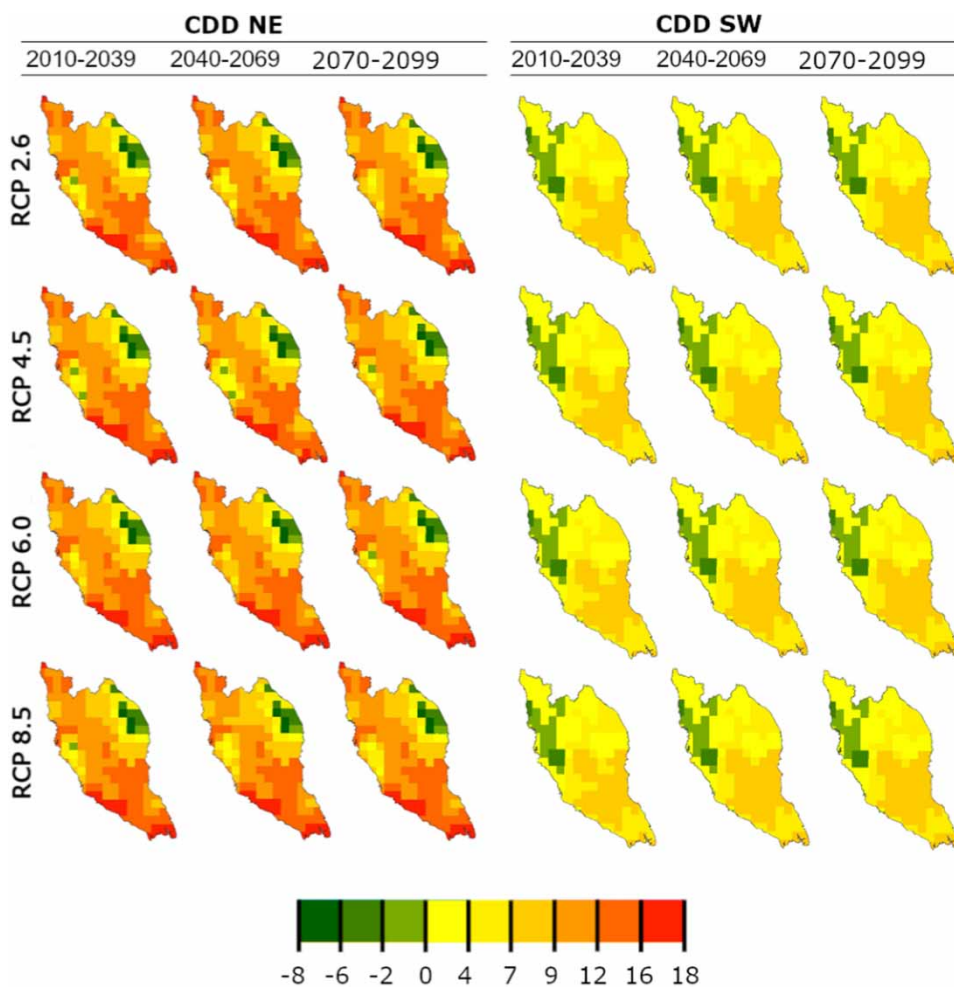 CDD NE CDD SW
2010-2039 2040-2069 2070-2099 2010-2039 2040-2069 2070-2099
RCP 2.6
RCP 4.5
RCP 6.0
RCP 8.5
-8 -6 -2 0 4 7 9 12 16 18